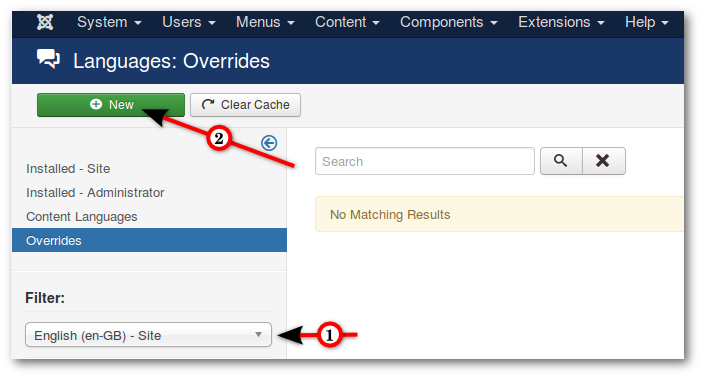 System Users Menus Content Components Extensions Help
Languages: Overrides
New Clear Cache
2
Installed - Site
Search
Installed - Administrator
Content Languages
No Matching Results
Overrides
Filter:
English (en-GB) - Site
1